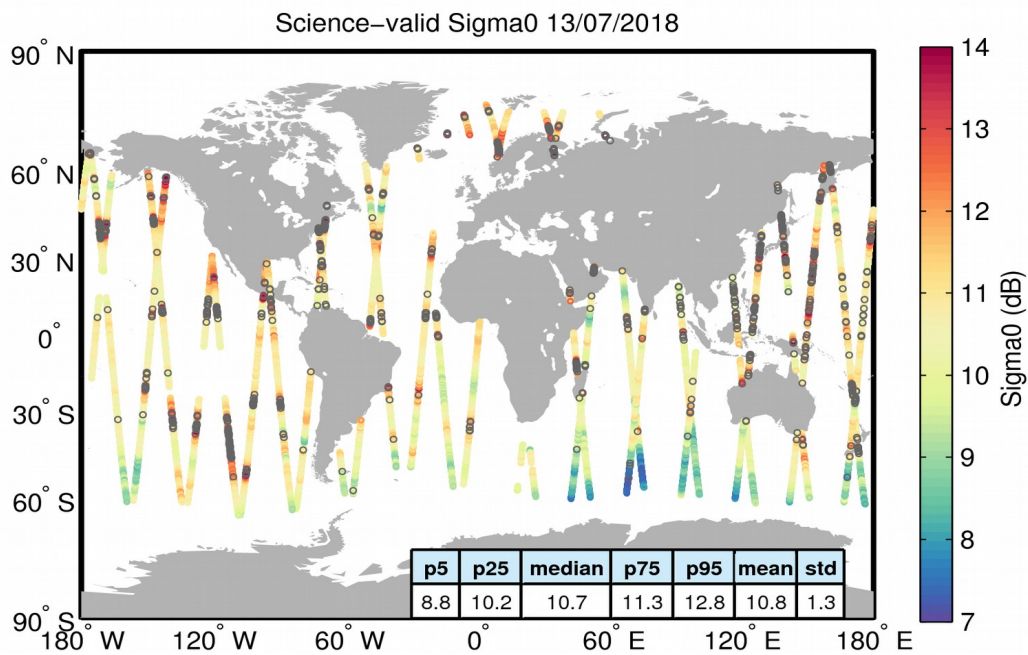 Science−valid Sigma0 13/07/2018
90° N
60° N
30° N
0°
30° S
60° S
90° S
180° W
120° W
60° W
0°
60° E
120° E
180° E
14
13
12
11
10
9
8
7
Sigma0 (dB)
p5 p25 median p75 p95 mean std
8.8 10.2 10.7 11.3 12.8 10.8 1.3